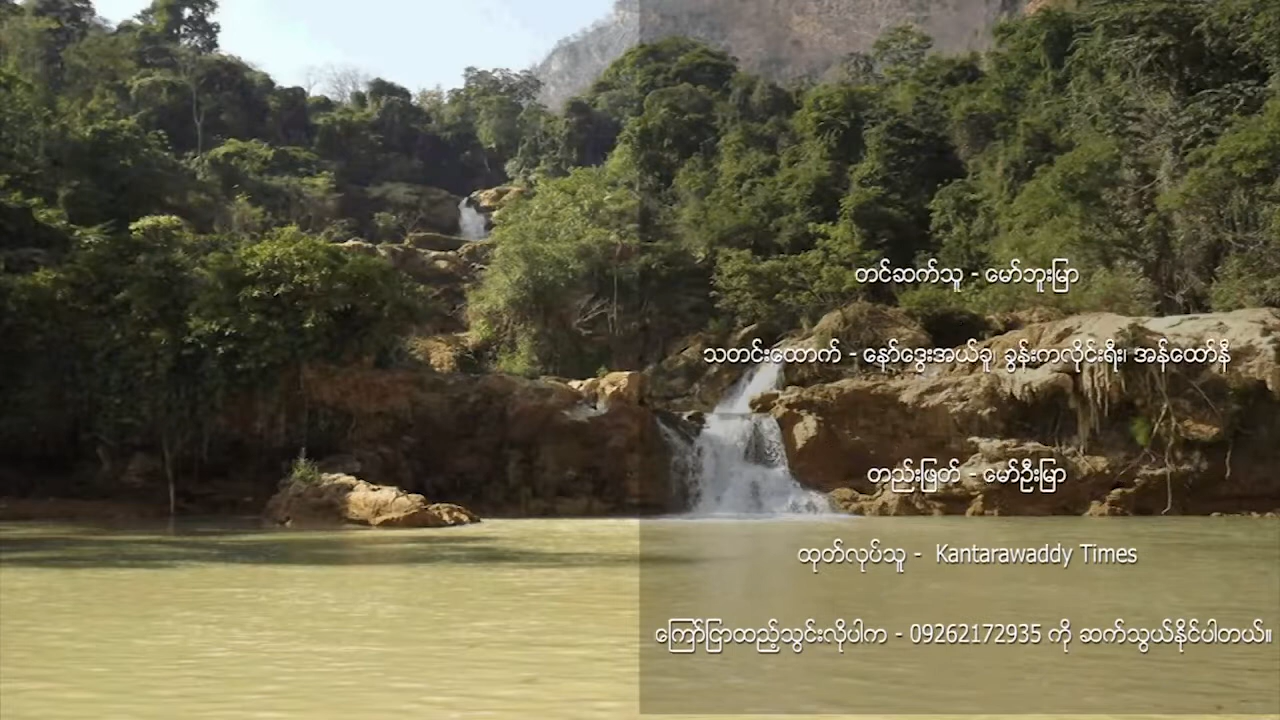 တင်ဆက်သူ - မော်ဘူးမြာ
သတင်းထောက် - နော်ဒွေးအယ်ခူ၊ ခွန်းကလိုင်းရီး၊ အန်ထော်နီ
တည်းဖြတ် - မော်ဦးမြာ
ထုတ်လုပ်သူ - Kantarawaddy Times
ကြော်ငြာထည့်သွင်းလိုပါက - 09262172935 ကို ဆက်သွယ်နိုင်ပါတယ်။